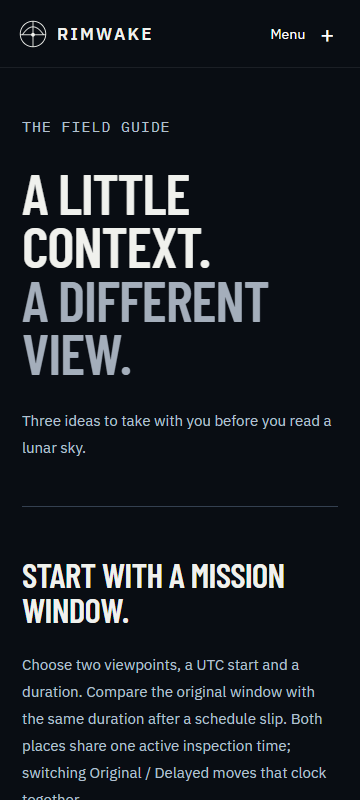 RIMWAKE
Menu +
THE FIELD GUIDE
A LITTLE
CONTEXT.
A DIFFERENT
VIEW.
Three ideas to take with you before you read a
lunar sky.
START WITH A MISSION
WINDOW.
Choose two viewpoints, a UTC start and a
duration. Compare the original window with
the same duration after a schedule slip. Both
places share one active inspection time;
switching Original / Delayed moves that clock
together.